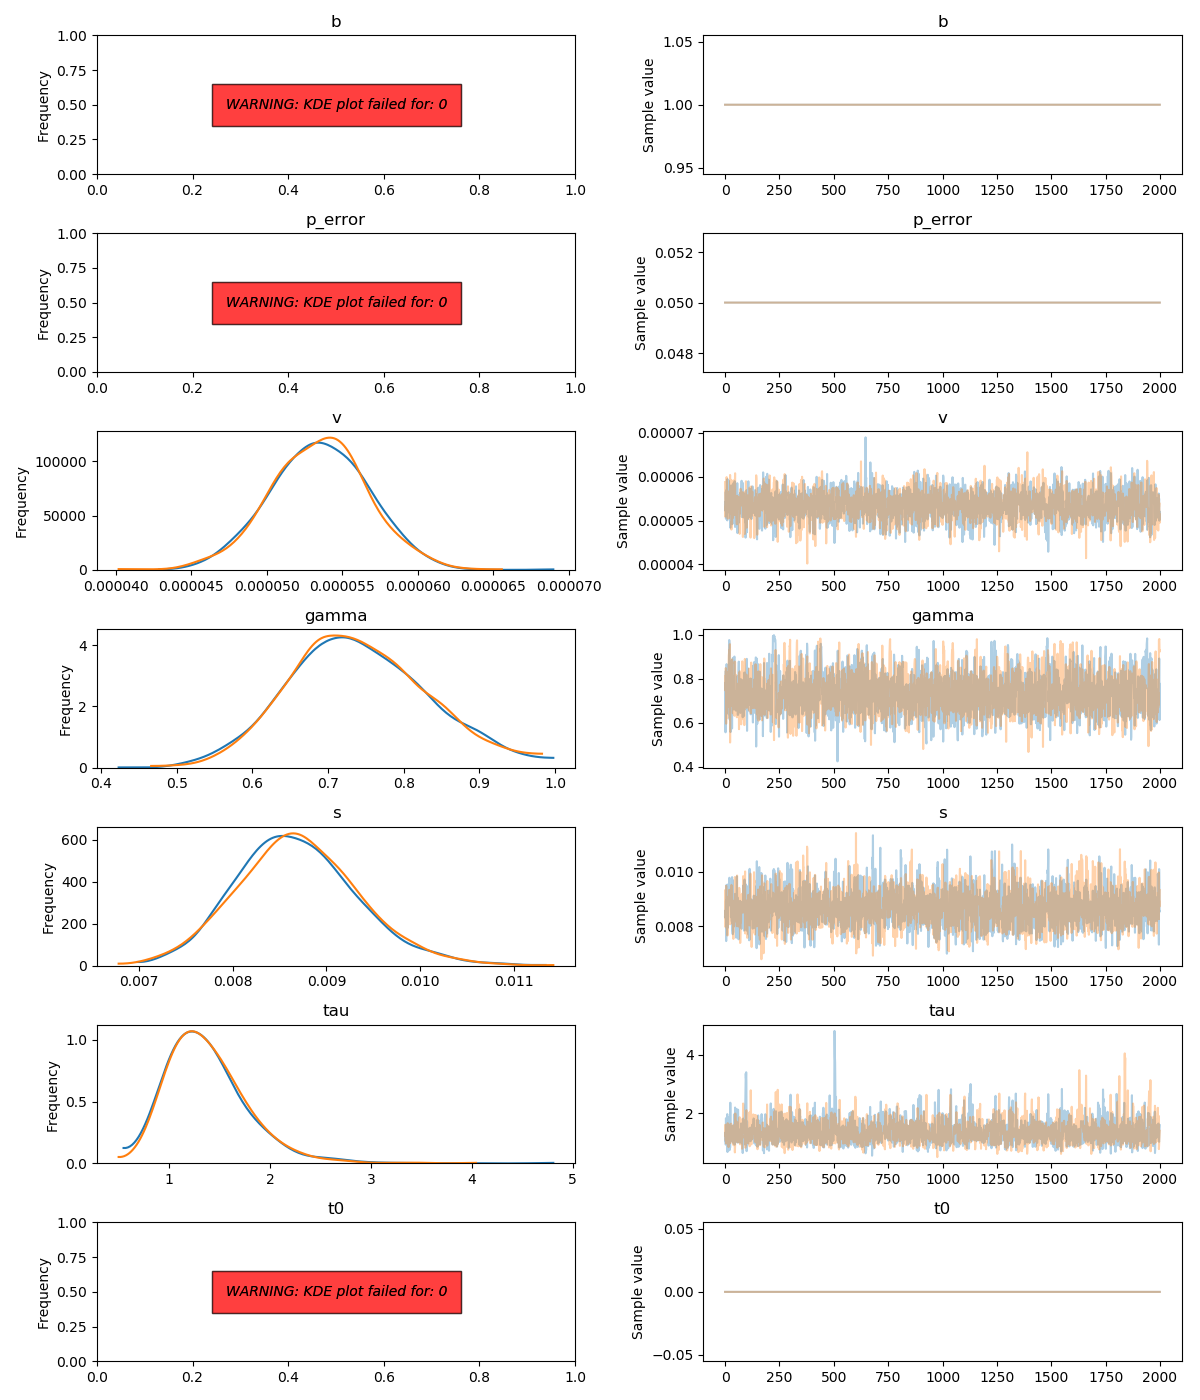 b
1.00
0.75
0.50
0.25
0.00
Frequency
WARNING: KDE plot failed for: 0
0.0 0.2 0.4 0.6 0.8 1.0
b
1.05
1.00
0.95
Sample value
0 250 500 750 1000 1250 1500 1750 2000
p_error
1.00
0.75
0.50
0.25
0.00
Frequency
WARNING: KDE plot failed for: 0
0.0 0.2 0.4 0.6 0.8 1.0
p_error
0.052
0.050
0.048
Sample value
0 250 500 750 1000 1250 1500 1750 2000
v
100000
50000
0
Frequency
0.000040 0.000045 0.000050 0.000055 0.000060 0.000065 0.000070
v
0.00007
0.00006
0.00005
0.00004
Sample value
0 250 500 750 1000 1250 1500 1750 2000
gamma
4
2
0
Frequency
0.4 0.5 0.6 0.7 0.8 0.9 1.0
gamma
1.0
0.8
0.6
0.4
Sample value
0 250 500 750 1000 1250 1500 1750 2000
s
600
400
200
0
Frequency
0.007 0.008 0.009 0.010 0.011
s
0.010
0.008
Sample value
0 250 500 750 1000 1250 1500 1750 2000
tau
1.0
0.5
0.0
Frequency
1 2 3 4 5
tau
4
2
Sample value
0 250 500 750 1000 1250 1500 1750 2000
t0
1.00
0.75
0.50
0.25
0.00
Frequency
WARNING: KDE plot failed for: 0
0.0 0.2 0.4 0.6 0.8 1.0
t0
0.05
0.00
−0.05
Sample value
0 250 500 750 1000 1250 1500 1750 2000